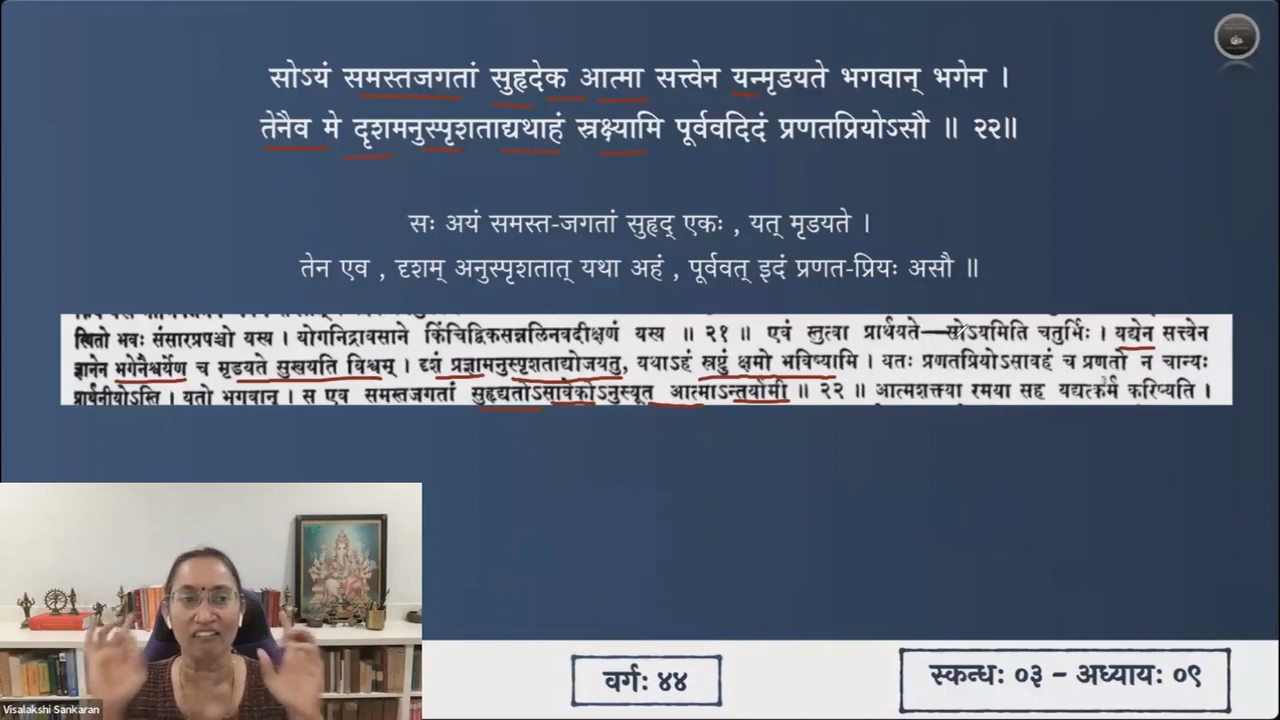 सोऽयं समस्तजगतां सुहृदेक आत्मा सत्त्वेन यन्मृडयते भगवान् भगेन ।
तेनैव मे दृशमनुस्पृशताद्यथाहं स्रक्ष्यामि पूर्ववदिदं प्रणतप्रियोऽसौ ॥ २२॥
सः अयं समस्त-जगतां सुहृद् एकः , यत् मृडयते ।
तेन एव , दृशम् अनुस्पृशतात् यथा अहं , पूर्ववत् इदं प्रणत-प्रियः असौ ॥
भवः संसारप्रपञ्चो यस्य । योगनिद्रावसाने किंचिद्विकसन्नलिनवदीक्षणं यस्य ॥ २१ ॥ एवं स्तुत्वा प्रार्थयते—सोऽयमिति चतुर्भिः । यद्येन सत्त्वेन
ज्ञानेन भगेनैश्वर्येण च मृडयते सुखयति विश्वम् । दृशं प्रज्ञामनुस्पृशताद्योजयतु, यथाऽहं स्रष्टुं क्षमो भविष्यामि । यतः प्रणतप्रियोऽसावहं च प्रणतो न चान्यः
प्रार्थनीयोऽस्ति । यतो भगवान् । स एव समस्तजगतां सुहृद्यतोऽसावेकोऽनुस्यूत आत्माऽन्तर्यामी ॥ २२ ॥ आत्मशक्त्या रमया सह यद्यत्कर्म करिष्यति ।
वर्गः ४४
स्कन्धः ०३ - अध्यायः ०९
Visalakshi Sankaran